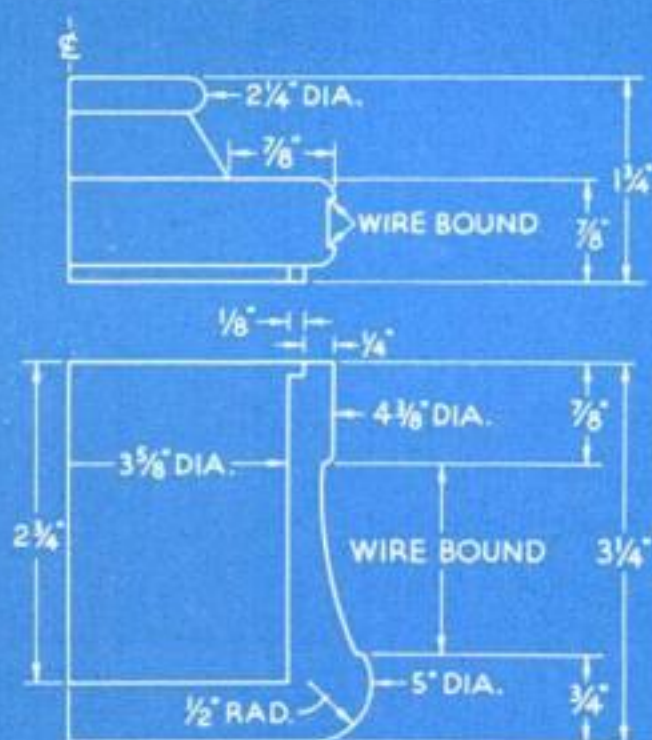 ℄
2¼" DIA.
⅞"
1¾"
WIRE BOUND
⅞"
⅛"
¼"
4⅜" DIA.
⅞"
3⅝" DIA.
2¾"
WIRE BOUND
3¼"
5" DIA.
½" RAD.
¾"